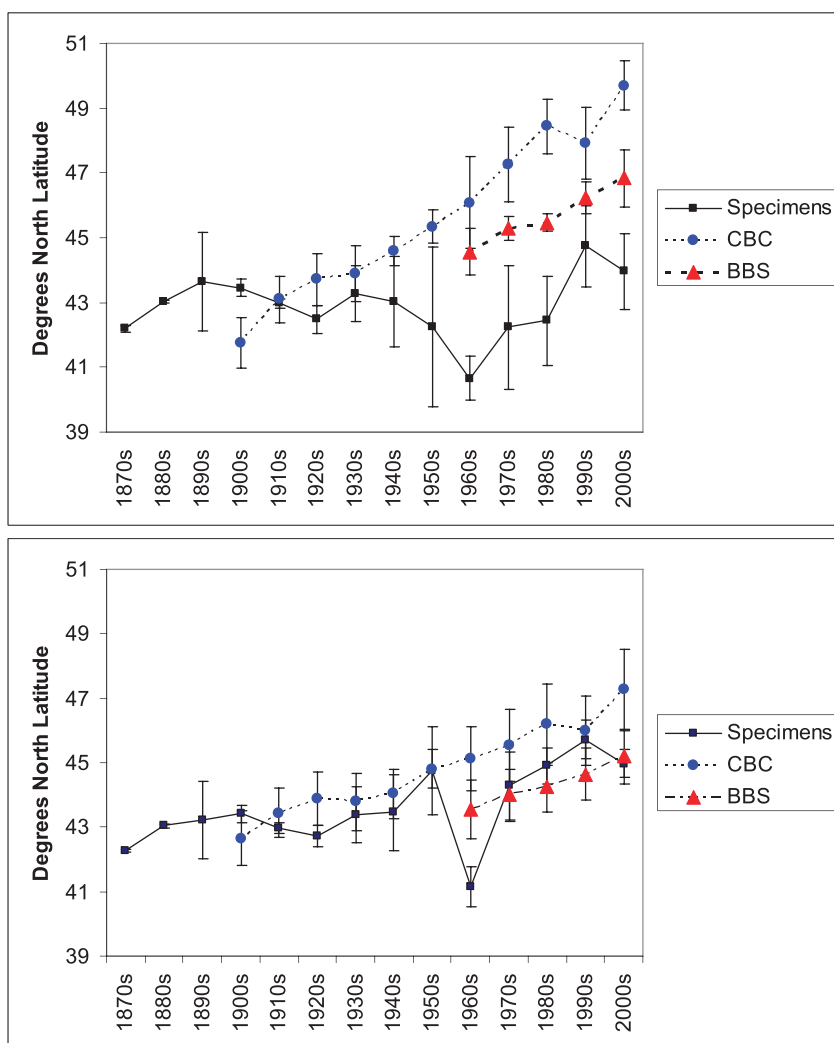 51
49
47
45
43
41
39
Degrees North Latitude
1870s
1880s
1890s
1900s
1910s
1920s
1930s
1940s
1950s
1960s
1970s
1980s
1990s
2000s
Specimens
CBC
BBS
51
49
47
45
43
41
39
Degrees North Latitude
1870s
1880s
1890s
1900s
1910s
1920s
1930s
1940s
1950s
1960s
1970s
1980s
1990s
2000s
Specimens
CBC
BBS